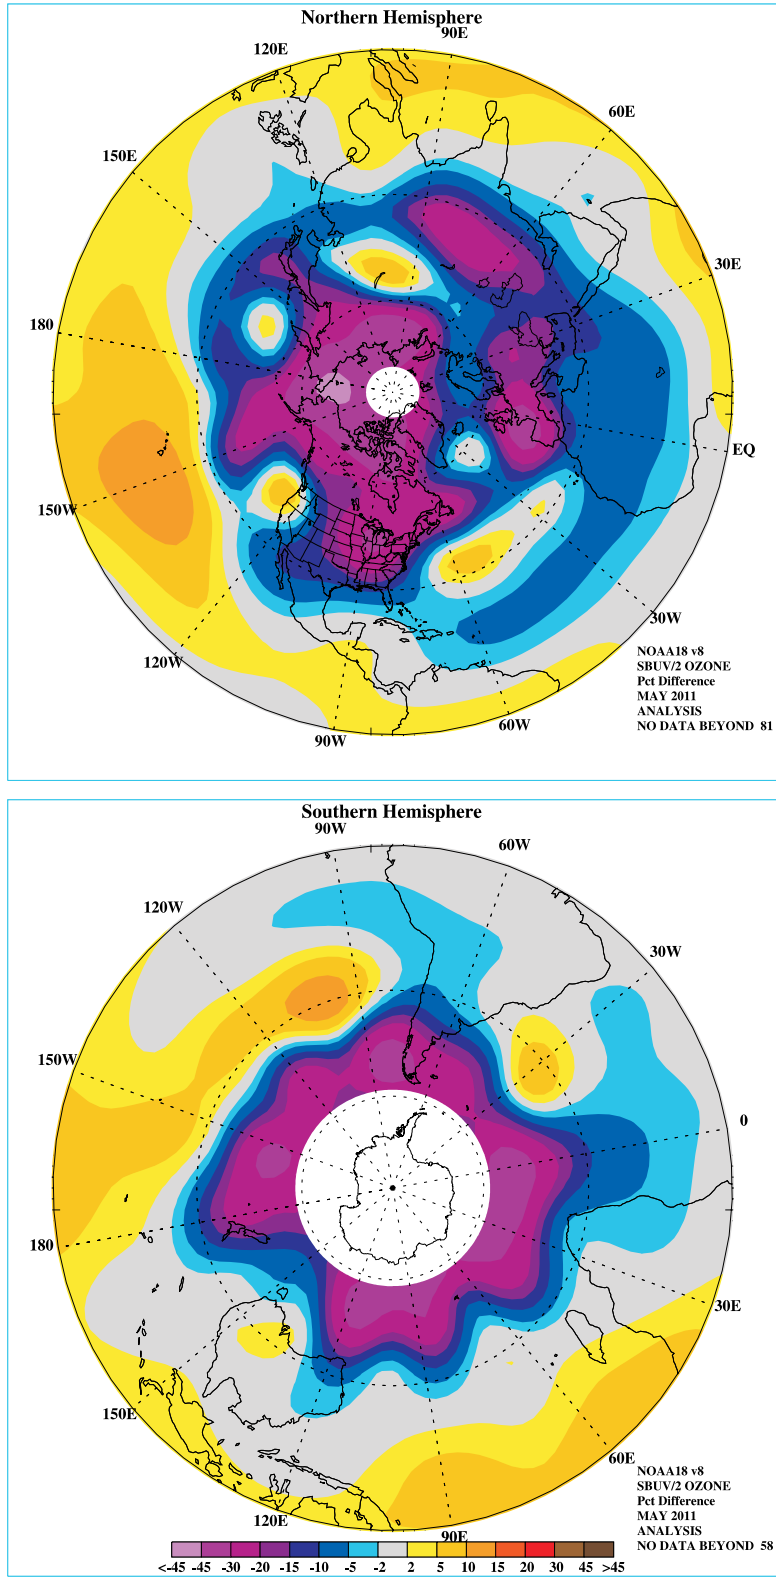 Northern Hemisphere
90E
120E
60E
150E
30E
180
EQ
150W
30W
120W
60W
90W
NOAA18 v8
SBUV/2 OZONE
Pct Difference
MAY 2011
ANALYSIS
NO DATA BEYOND 81
Southern Hemisphere
90W
60W
120W
30W
150W
0
180
30E
150E
60E
120E
90E
NOAA18 v8
SBUV/2 OZONE
Pct Difference
MAY 2011
ANALYSIS
NO DATA BEYOND 58
<-45 -45 -30 -20 -15 -10 -5 -2 2 5 10 15 20 30 45 >45